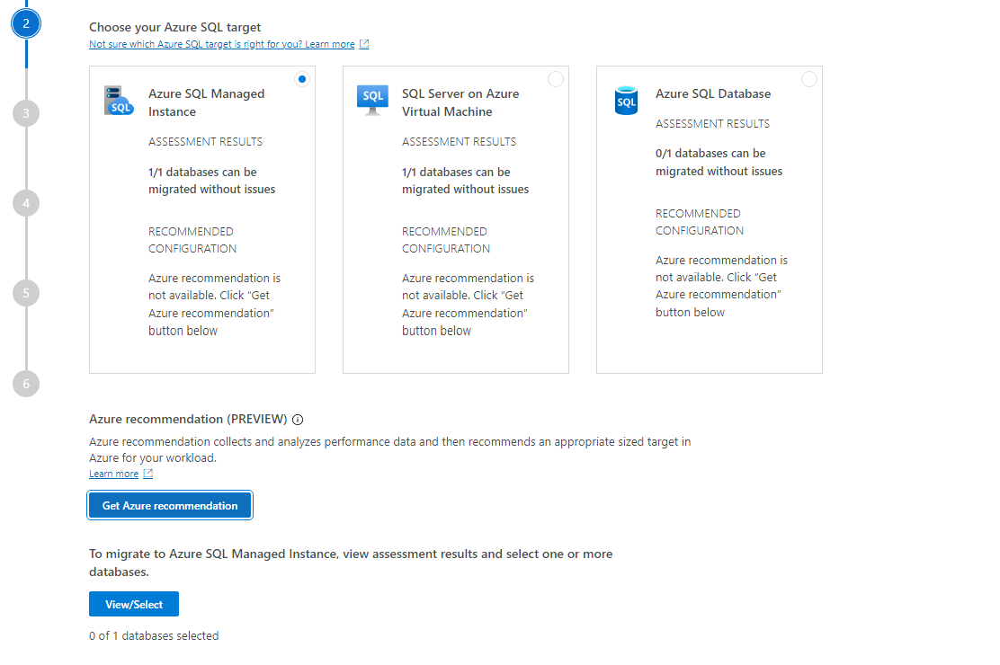 2
Choose your Azure SQL target
Not sure which Azure SQL target is right for you? Learn more
Azure SQL Managed
Instance
ASSESSMENT RESULTS
1/1 databases can be
migrated without issues
RECOMMENDED
CONFIGURATION
Azure recommendation is
not available. Click “Get
Azure recommendation”
button below
SQL
SQL
SQL Server on Azure
Virtual Machine
ASSESSMENT RESULTS
1/1 databases can be
migrated without issues
RECOMMENDED
CONFIGURATION
Azure recommendation is
not available. Click “Get
Azure recommendation”
button below
SQL
Azure SQL Database
ASSESSMENT RESULTS
0/1 databases can be
migrated without issues
RECOMMENDED
CONFIGURATION
Azure recommendation is
not available. Click “Get
Azure recommendation”
button below
3
4
5
6
Azure recommendation (PREVIEW)
Azure recommendation collects and analyzes performance data and then recommends an appropriate sized target in
Azure for your workload.
Learn more
Get Azure recommendation
To migrate to Azure SQL Managed Instance, view assessment results and select one or more
databases.
View/Select
0 of 1 databases selected